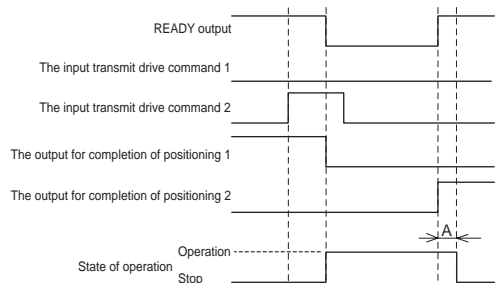 READY output
The input transmit drive command 1
The input transmit drive command 2
The output for completion of positioning 1
The output for completion of positioning 2
A
Operation
State of operation
Stop